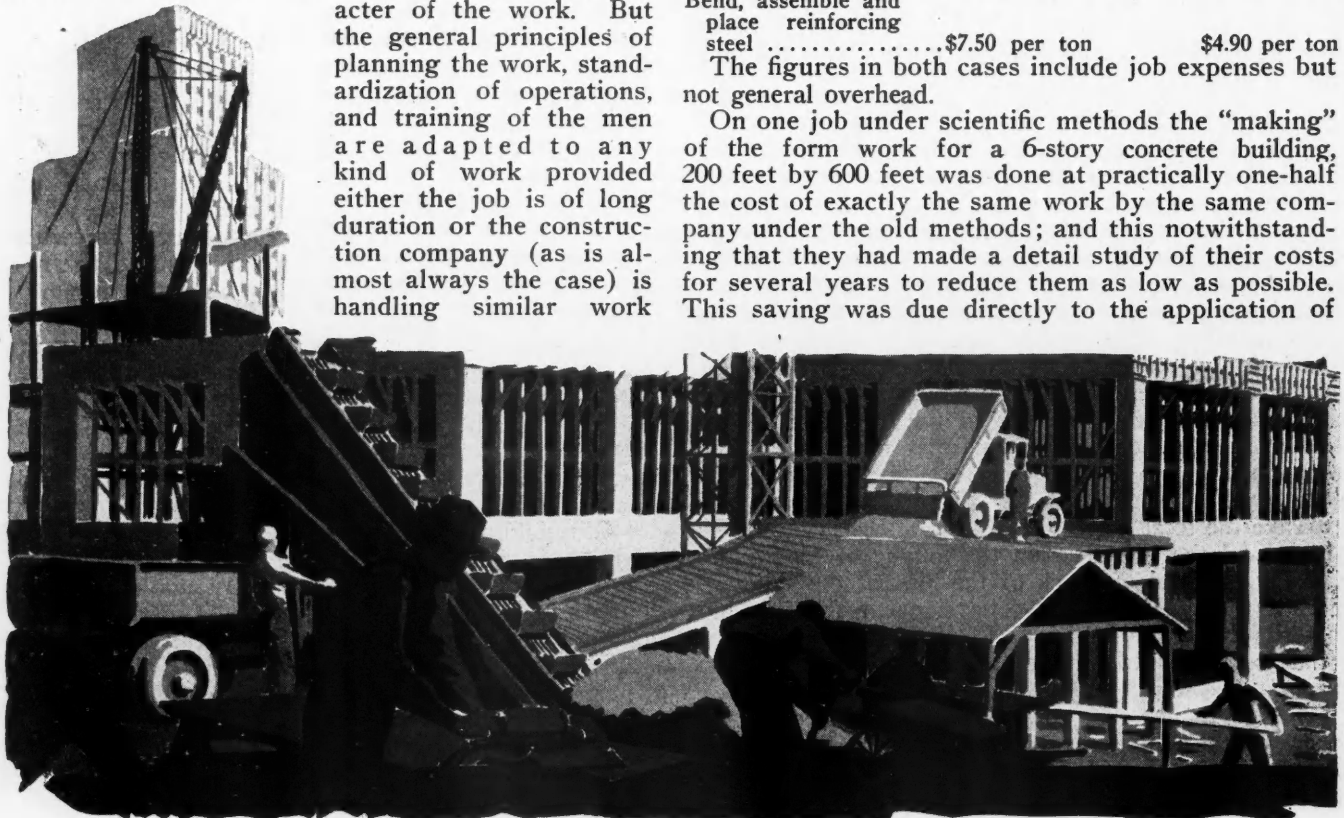 acter of the work. But
the general principles of
planning the work, stand-
ardization of operations,
and training of the men
are adapted to any
kind of work provided
either the job is of long
duration or the construc-
tion company (as is al-
most always the case) is
handling similar work
Bend, assemble and
place reinforcing
steel ................$7.50 per ton $4.90 per ton
The figures in both cases include job expenses but
not general overhead.
On one job under scientific methods the “making”
of the form work for a 6-story concrete building,
200 feet by 600 feet was done at practically one-half
the cost of exactly the same work by the same com-
pany under the old methods; and this notwithstand-
ing that they had made a detail study of their costs
for several years to reduce them as low as possible.
This saving was due directly to the application of